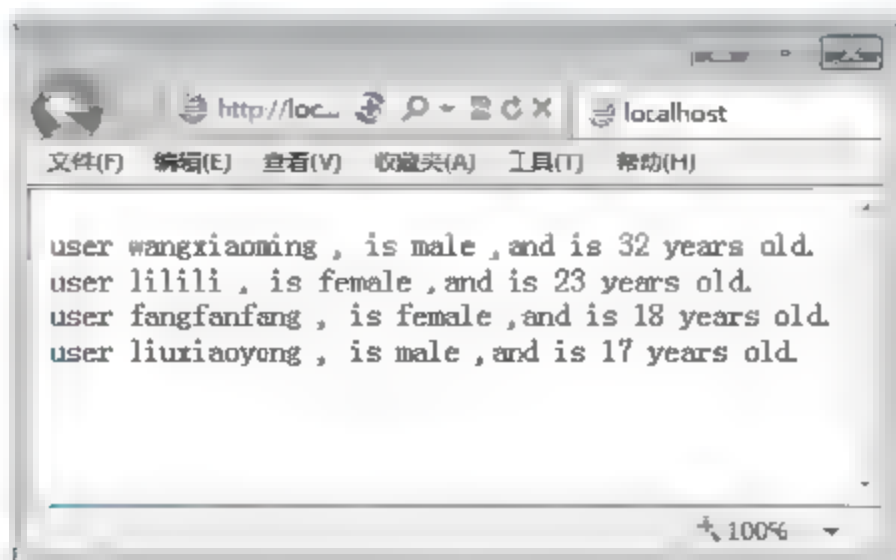 http://loc...
localhost
文件(F) 编辑(E) 查看(V) 收藏夹(A) 工具(T) 帮助(H)
user wangxiaoming , is male ,and is 32 years old.
user lilili , is female ,and is 23 years old.
user fangfanfang , is female ,and is 18 years old.
user liuxiaoyong , is male ,and is 17 years old.
100%